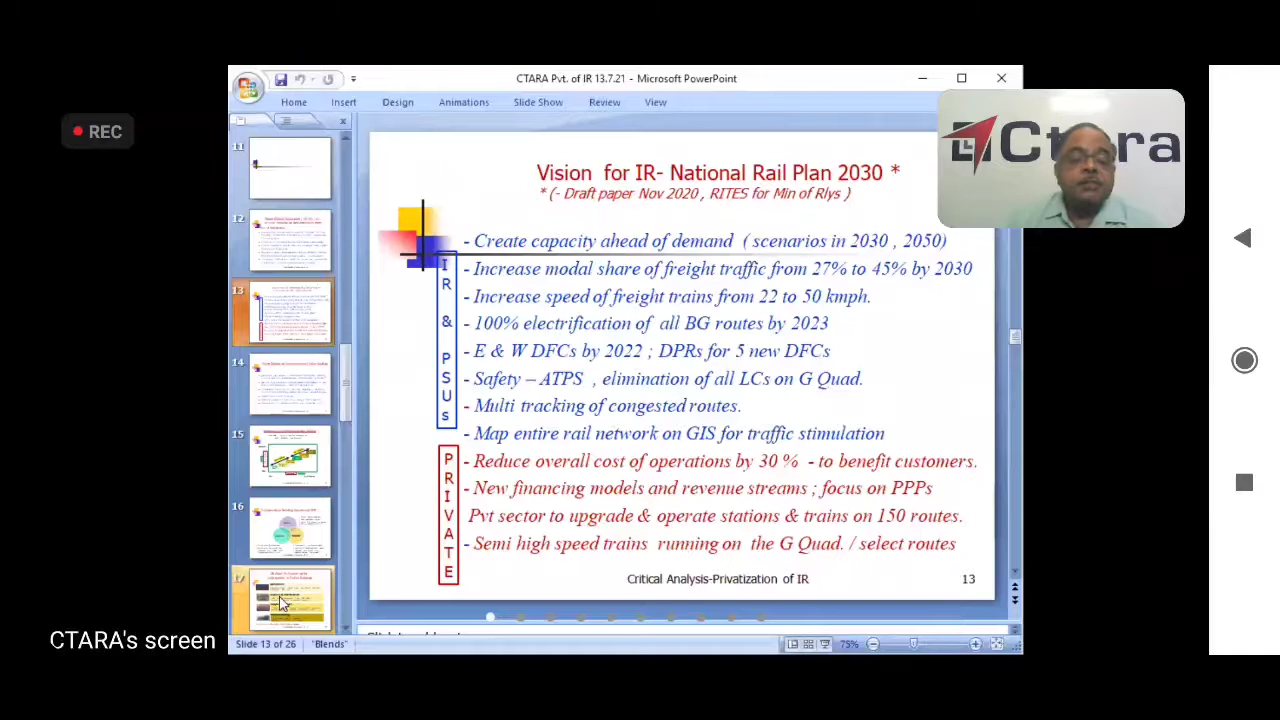 CTARA Pvt. of IR 13.7.21 - Microsoft PowerPoint
Home Insert Design Animations Slide Show Review View
REC
Ctara
11
12
13
14
15
16
17
Vision for IR- National Rail Plan 2030 *
* (- Draft paper Nov 2020 RITES for Min of Rlys )
- Create capacity ahead of demand ( Scenarios in 2030 , 2050)
- Increase modal share of freight traffic from 27% to 45% by 2030
- Increase speed of freight trains from 22 to 50 kmph.
- 100% electrification of all BG routes by 2023
- E & W DFCs by 2022 ; DPRs for 3 new DFCs
- Safety – ATPS , elimination of all LCs on G Quad.
- Multi tracking of congested routes.
- Map entire rail network on GIS for traffic simulation
IR PSUs
- Reduce overall cost of operations by 30 % - to benefit customers.
- New financing models and revenue streams ; focus on PPPs
Pvt sector to upgrade & operate stns & trains on 150 routes.
- Semi high speed trains running on the G Quad. / select routes
PRIVATE
Critical Analysis-Privatization of IR
13
CTARA's screen
Slide 13 of 26 "Blends" 75%